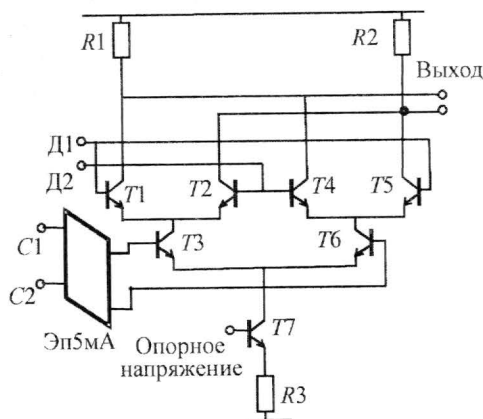 R1
R2
Выход
Д1
Д2
T1
T2
T4
T5
C1
C2
T3
T6
Эп5мА
Опорное
напряжение
T7
R3